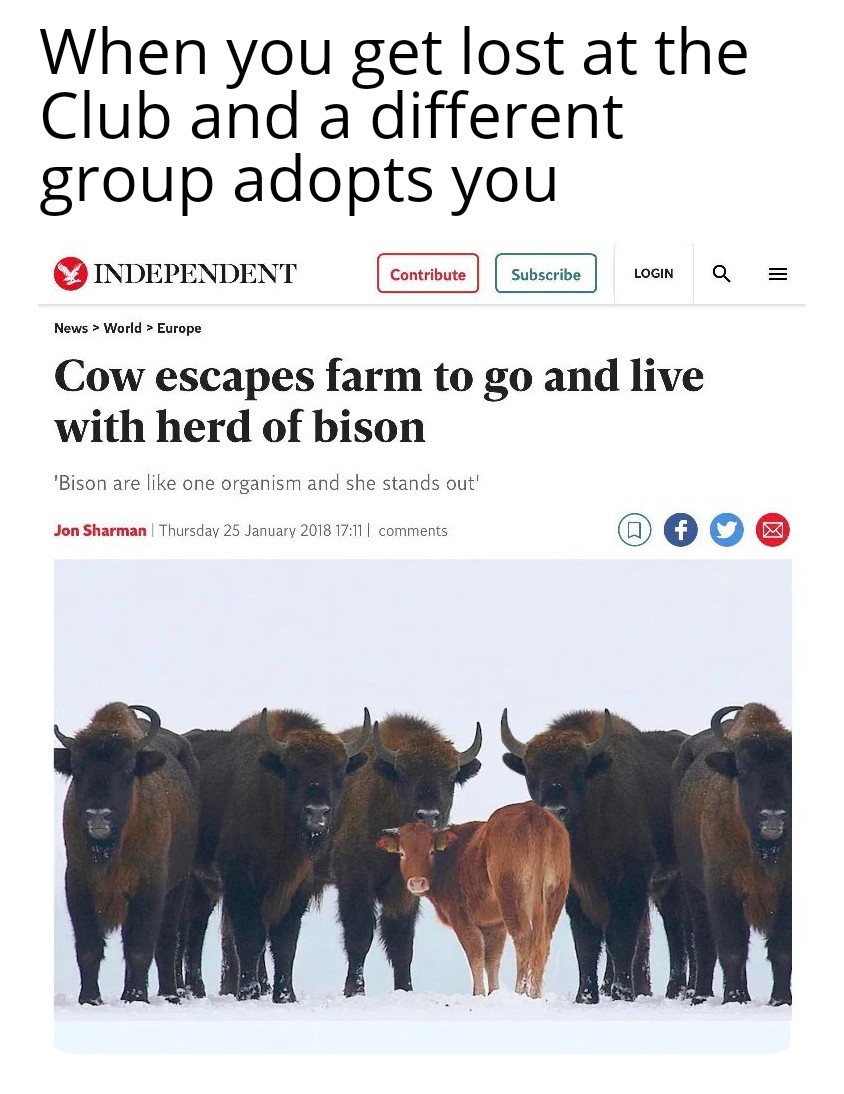 When you get lost at the
Club and a different
group adopts you
INDEPENDENT
Contribute
Subscribe
LOGIN
News > World > Europe
Cow escapes farm to go and live
with herd of bison
'Bison are like one organism and she stands out'
Jon Sharman | Thursday 25 January 2018 17:11 | comments